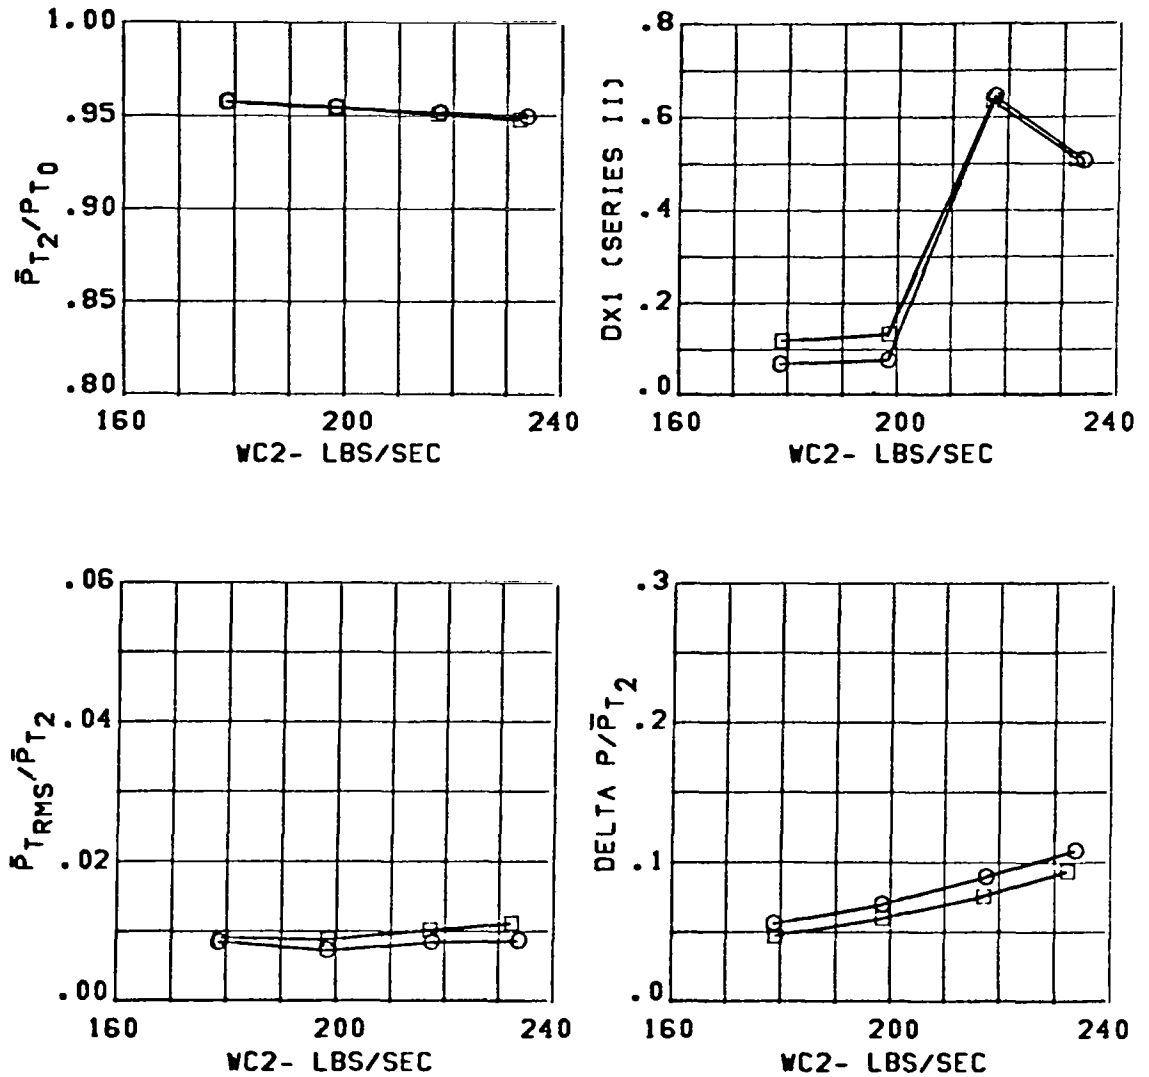 1.00
.95
.90
.85
.80
P̄T2/PT0
160 200 240
WC2- LBS/SEC
.8
.6
.4
.2
.0
DX1 (SERIES II)
160 200 240
WC2- LBS/SEC
.06
.04
.02
.00
P̄TRMS/P̄T2
160 200 240
WC2- LBS/SEC
.3
.2
.1
.0
DELTA P/P̄T2
160 200 240
WC2- LBS/SEC